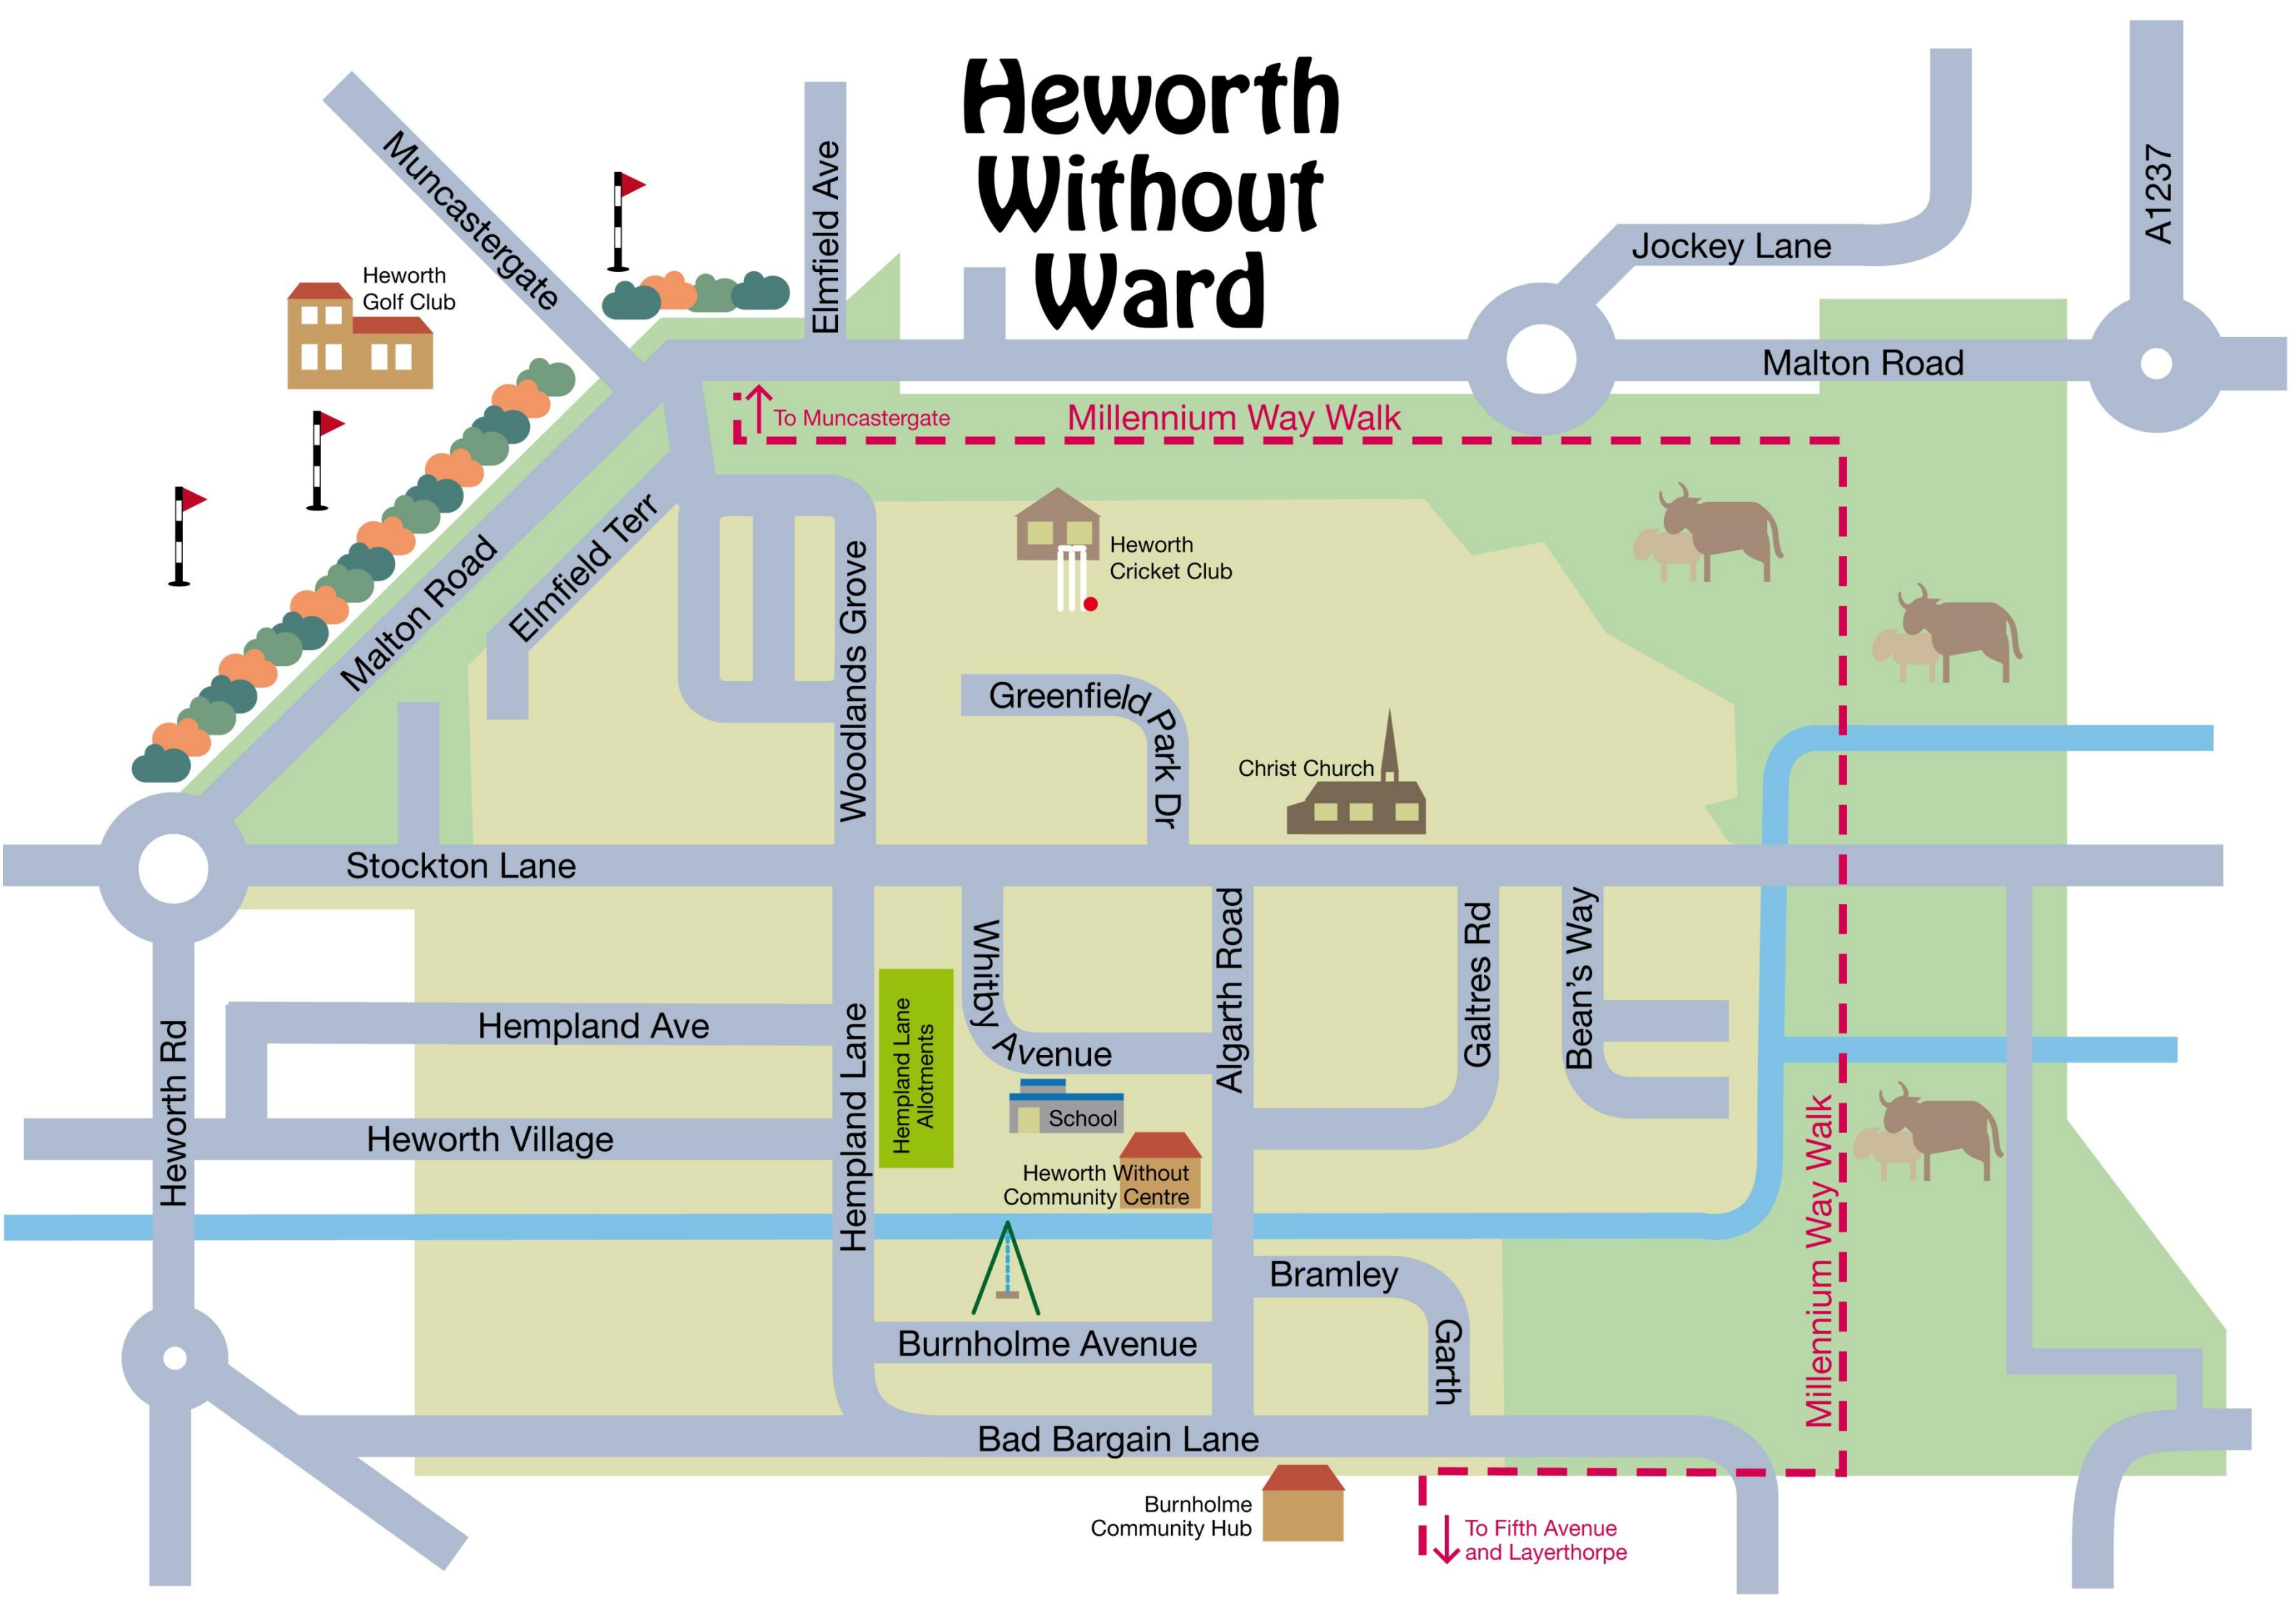 Heworth
Without
Ward
Muncastergate
Elmfield Ave
A1237
Jockey Lane
Heworth
Golf Club
Malton Road
To Muncastergate
Millennium Way Walk
Malton Road
Elmfield Terr
Woodlands Grove
Heworth
Cricket Club
Greenfield Park Dr
Christ Church
Stockton Lane
Whitby Avenue
Algarth Road
Galtres Rd
Bean's Way
Heworth Rd
Hempland Ave
Hempland Lane
Hempland Lane
Allotments
School
Heworth Village
Heworth Without
Community Centre
Millennium Way Walk
Bramley Garth
Burnholme Avenue
Bad Bargain Lane
Burnholme
Community Hub
To Fifth Avenue
and Layerthorpe